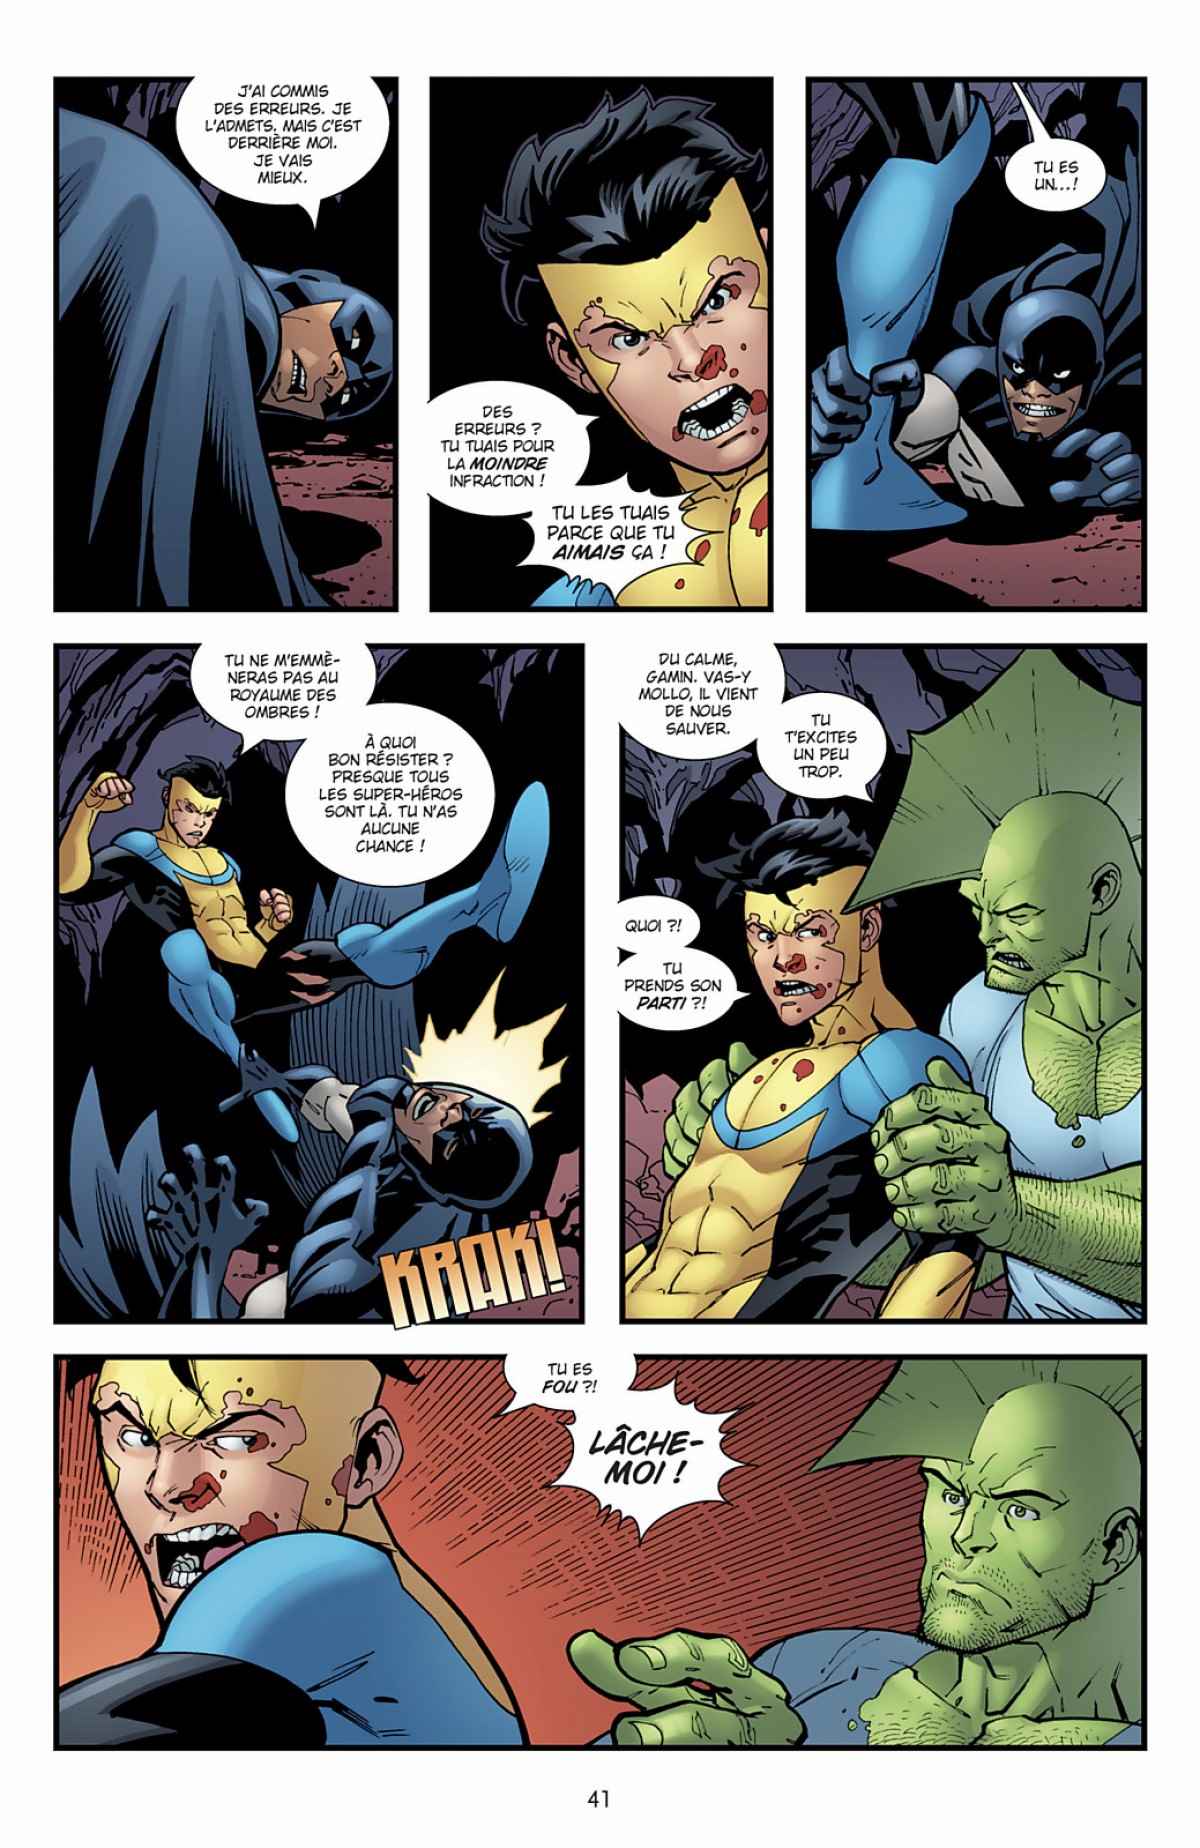 J'AI COMMIS
DES ERREURS. JE
L'ADMETS, MAIS C'EST
DERRIÈRE MOI.
JE VAIS
MIEUX.
DES
ERREURS ?
TU TUAIS POUR
LA MOINDRE
INFRACTION !
TU LES TUAIS
PARCE QUE TU
AIMAIS ÇA !
TU ES
UN...!
TU NE M'EMMÈ-
NERAS PAS AU
ROYAUME DES
OMBRES !
À QUOI
BON RÉSISTER ?
PRESQUE TOUS
LES SUPER-HÉROS
SONT LÀ. TU N'AS
AUCUNE
CHANCE !
KRAK!
DU CALME,
GAMIN. VAS-Y
MOLLO, IL VIENT
DE NOUS
SAUVER.
TU
T'EXCITES
UN PEU
TROP.
QUOI ?!
TU
PRENDS SON
PARTI ?!
TU ES
FOU ?!
LÂCHE-
MOI !
41